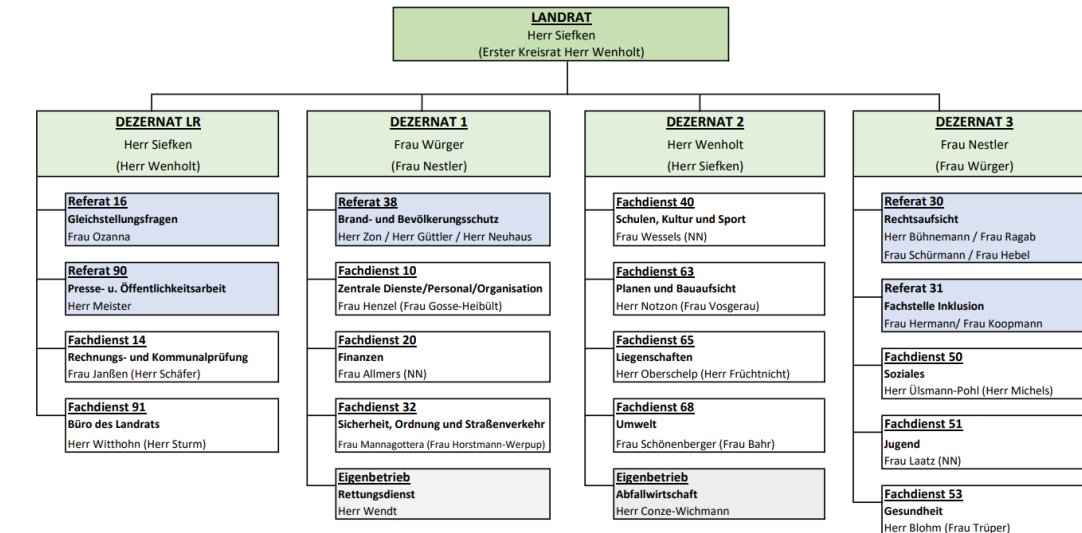 LANDRAT
Herr Siefken
(Erster Kreisrat Herr Wenholt)
DEZERNAT LR
Herr Siefken
(Herr Wenholt)
Referat 16
Gleichstellungsfragen
Frau Ozanna
Referat 90
Presse- u. Öffentlichkeitsarbeit
Herr Meister
Fachdienst 14
Rechnungs- und Kommunalprüfung
Frau Janßen (Herr Schäfer)
Fachdienst 91
Büro des Landrats
Herr Witthohn (Herr Sturm)
DEZERNAT 1
Frau Würger
(Frau Nestler)
Referat 38
Brand- und Bevölkerungsschutz
Herr Zon / Herr Güttler / Herr Neuhaus
Fachdienst 10
Zentrale Dienste/Personal/Organisation
Frau Henzel (Frau Gosse-Heibült)
Fachdienst 20
Finanzen
Frau Allmers (NN)
Fachdienst 32
Sicherheit, Ordnung und Straßenverkehr
Frau Mannagottera (Frau Horstmann-Werpup)
Eigenbetrieb
Rettungsdienst
Herr Wendt
DEZERNAT 2
Herr Wenholt
(Herr Siefken)
Fachdienst 40
Schulen, Kultur und Sport
Frau Wessels (NN)
Fachdienst 63
Planen und Bauaufsicht
Herr Notzon (Frau Vosgerau)
Fachdienst 65
Liegenschaften
Herr Oberschelp (Herr Früchtnicht)
Fachdienst 68
Umwelt
Frau Schönenberger (Frau Bahr)
Eigenbetrieb
Abfallwirtschaft
Herr Conze-Wichmann
DEZERNAT 3
Frau Nestler
(Frau Würger)
Referat 30
Rechtsaufsicht
Herr Bühnemann / Frau Ragab
Frau Schürmann / Frau Hebel
Referat 31
Fachstelle Inklusion
Frau Hermann/ Frau Koopmann
Fachdienst 50
Soziales
Herr Ülsmann-Pohl (Herr Michels)
Fachdienst 51
Jugend
Frau Laatz (NN)
Fachdienst 53
Gesundheit
Herr Blohm (Frau Trüper)